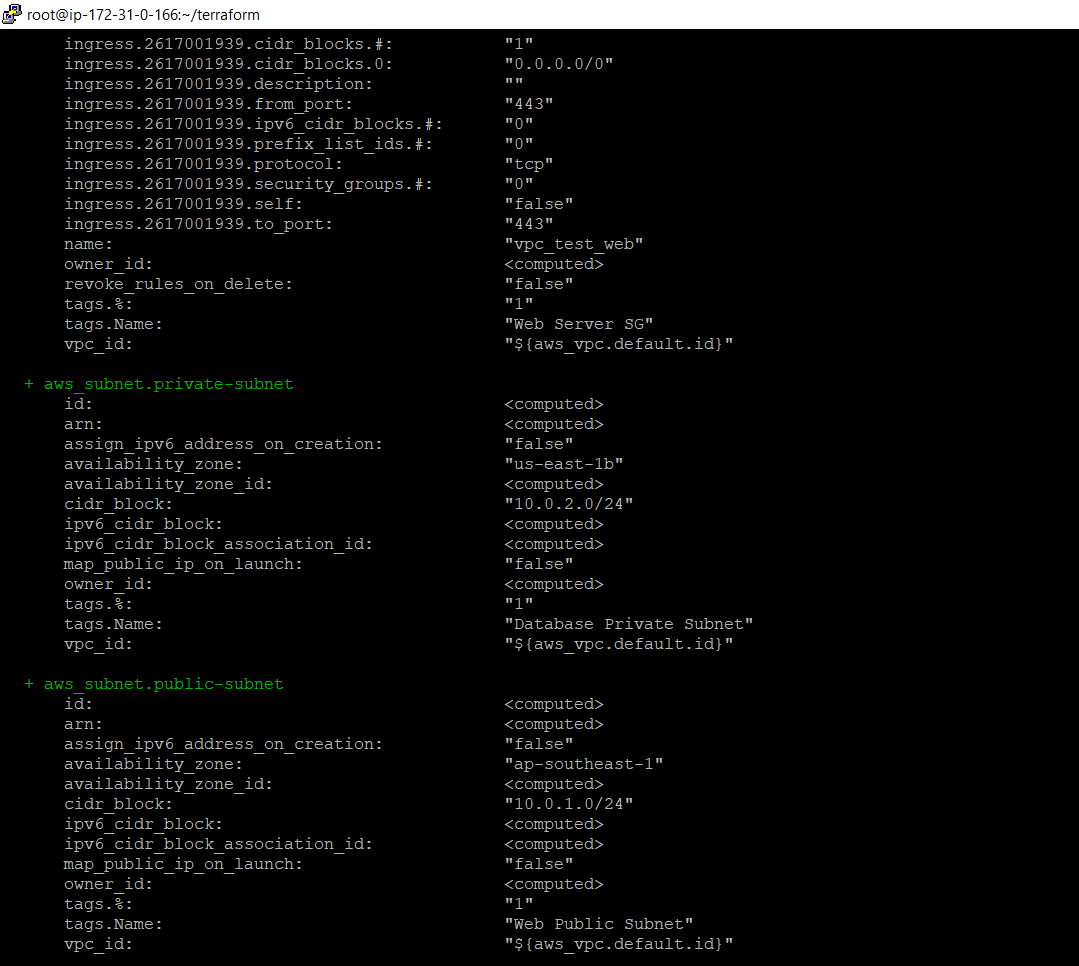 root@ip-172-31-0-166:~/terraform
ingress.2617001939.cidr_blocks.#: "1"
ingress.2617001939.cidr_blocks.0: "0.0.0.0/0"
ingress.2617001939.description: ""
ingress.2617001939.from_port: "443"
ingress.2617001939.ipv6_cidr_blocks.#: "0"
ingress.2617001939.prefix_list_ids.#: "0"
ingress.2617001939.protocol: "tcp"
ingress.2617001939.security_groups.#: "0"
ingress.2617001939.self: "false"
ingress.2617001939.to_port: "443"
name: "vpc_test_web"
owner_id: <computed>
revoke_rules_on_delete: "false"
tags.%: "1"
tags.Name: "Web Server SG"
vpc_id: "${aws_vpc.default.id}"
+ aws_subnet.private-subnet
id: <computed>
arn: <computed>
assign_ipv6_address_on_creation: "false"
availability_zone: "us-east-1b"
availability_zone_id: <computed>
cidr_block: "10.0.2.0/24"
ipv6_cidr_block: <computed>
ipv6_cidr_block_association_id: <computed>
map_public_ip_on_launch: "false"
owner_id: <computed>
tags.%: "1"
tags.Name: "Database Private Subnet"
vpc_id: "${aws_vpc.default.id}"
+ aws_subnet.public-subnet
id: <computed>
arn: <computed>
assign_ipv6_address_on_creation: "false"
availability_zone: "ap-southeast-1"
availability_zone_id: <computed>
cidr_block: "10.0.1.0/24"
ipv6_cidr_block: <computed>
ipv6_cidr_block_association_id: <computed>
map_public_ip_on_launch: "false"
owner_id: <computed>
tags.%: "1"
tags.Name: "Web Public Subnet"
vpc_id: "${aws_vpc.default.id}"